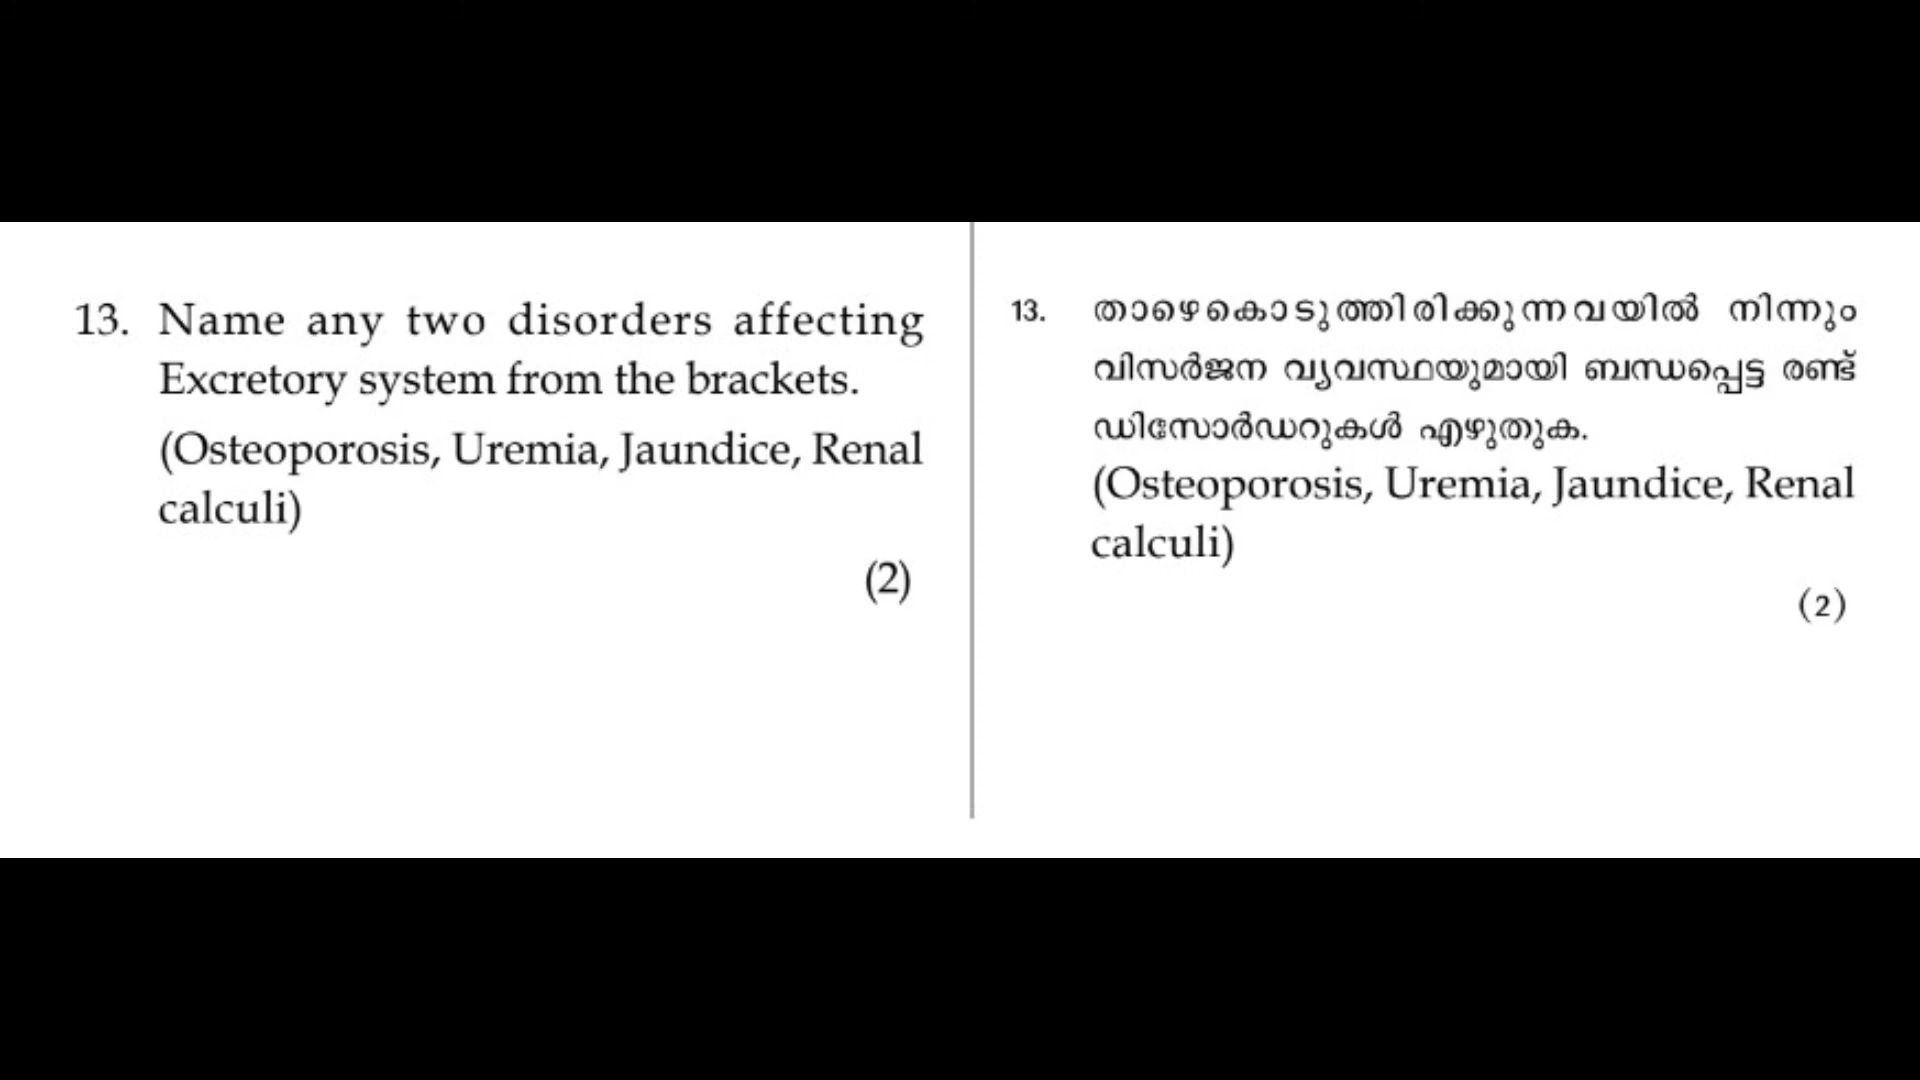 13. Name any two disorders affecting
Excretory system from the brackets.
(Osteoporosis, Uremia, Jaundice, Renal
calculi)
(2)
13. താഴെകൊടുത്തിരിക്കുന്നവയിൽ നിന്നും
വിസർജന വ്യവസ്ഥയുമായി ബന്ധപ്പെട്ട രണ്ട്
ഡിസോർഡറുകൾ എഴുതുക.
(Osteoporosis, Uremia, Jaundice, Renal
calculi)
(2)